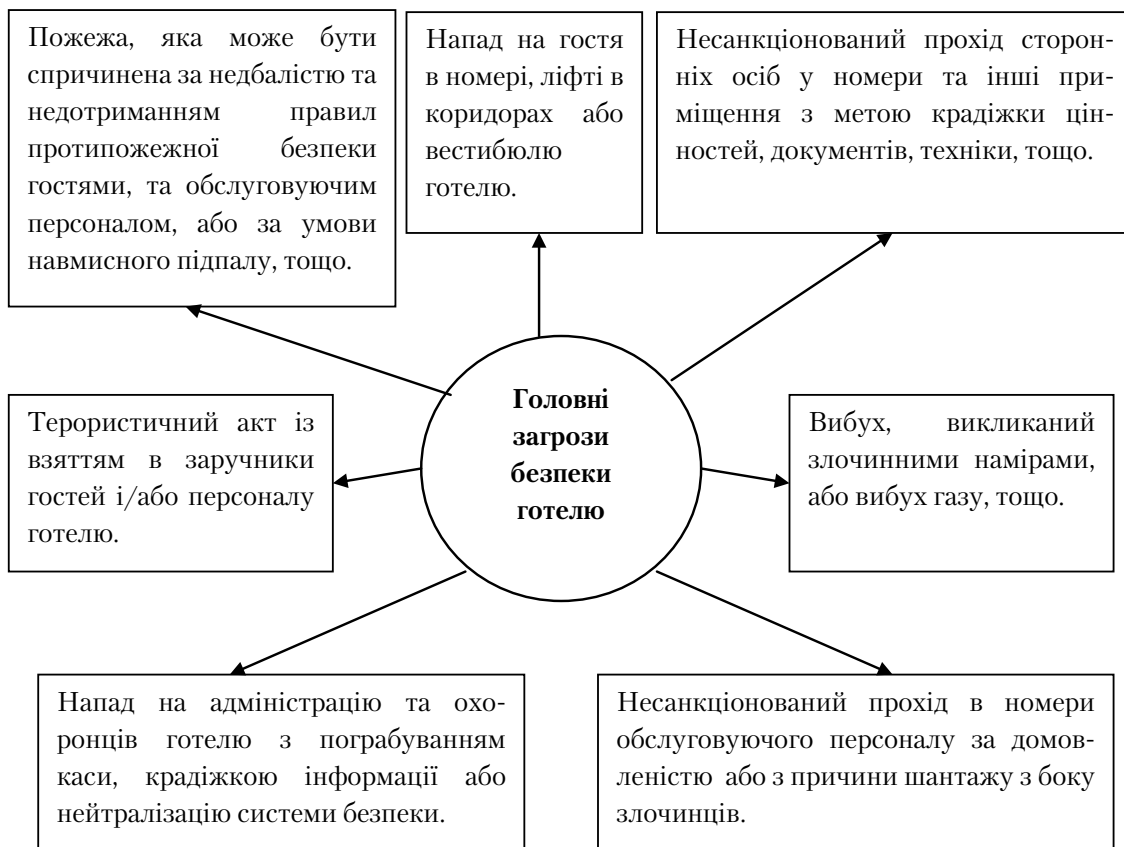 Пожежа, яка може бути
спричинена за недбалістю та
недотриманням правил
протипожежної безпеки
гостями, та обслуговуючим
персоналом, або за умови
навмисного підпалу, тощо.
Напад на гостя
в номері, ліфті в
коридорах або
вестибюлю
готелю.
Несанкціонований прохід сторон-
ніх осіб у номери та інші при-
міщення з метою крадіжки цін-
ностей, документів, техніки, тощо.
Головні
загрози
безпеки
готелю
Терористичний акт із
взяттям в заручники
гостей і/або персоналу
готелю.
Вибух, викликаний
злочинними намірами,
або вибух газу, тощо.
Напад на адміністрацію та охо-
ронців готелю з пограбуванням
каси, крадіжкою інформації або
нейтралізацію системи безпеки.
Несанкціонований прохід в номери
обслуговуючого персоналу за домов-
леністю або з причини шантажу з боку
злочинців.